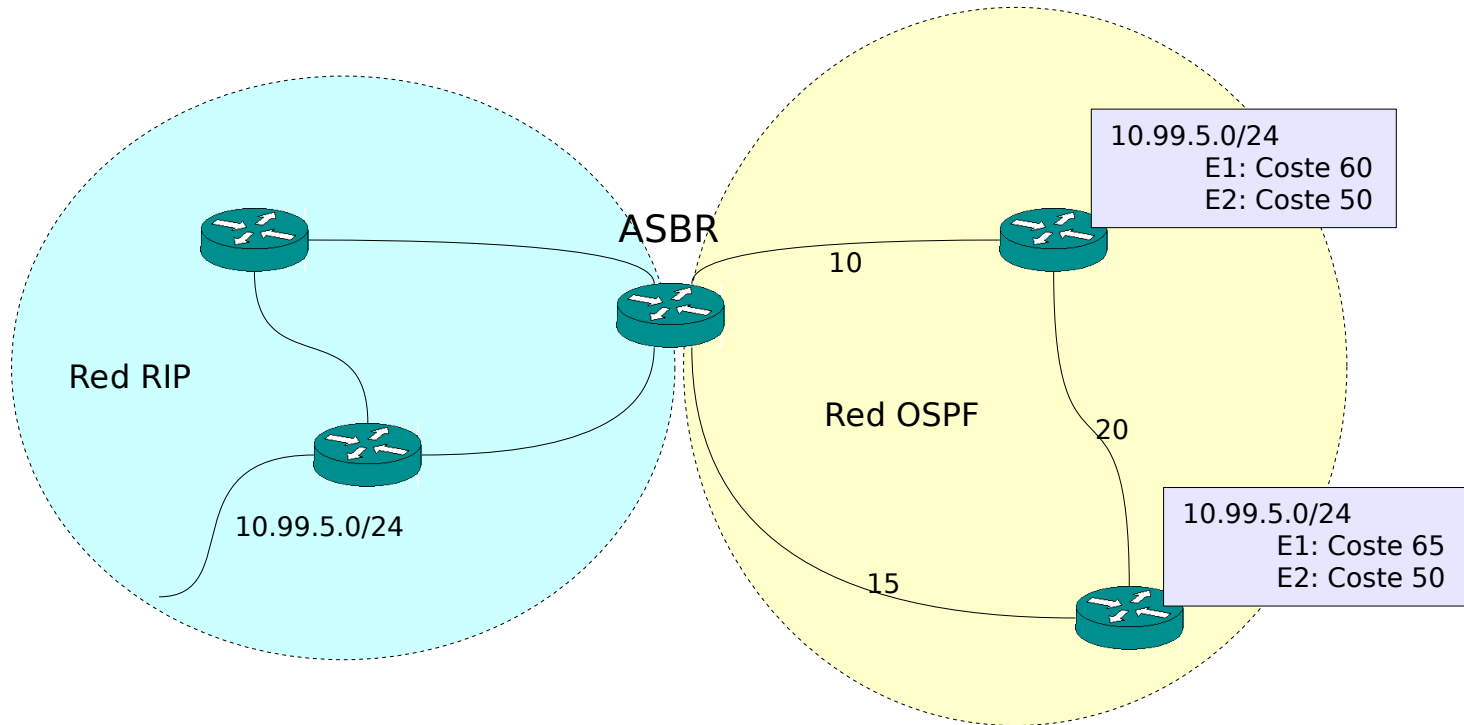 10.99.5.0/24
E1: Coste 60
E2: Coste 50
ASBR
10
Red RIP
Red OSPF
20
10.99.5.0/24
10.99.5.0/24
E1: Coste 65
E2: Coste 50
15